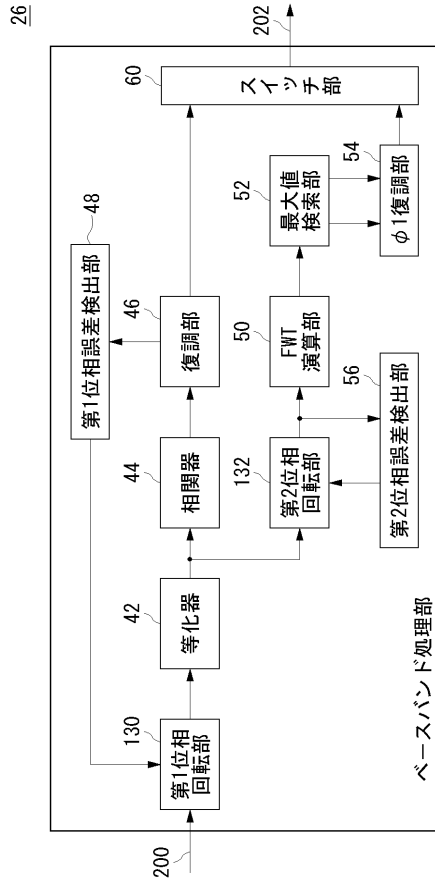 26
48
第1位相誤差検出部
60
202
スイッチ部
130
第1位相
回転部
42
等化器
44
相関器
46
復調部
200
132
第2位相
回転部
50
FWT
演算部
52
最大値
検索部
54
φ1復調部
56
第2位相誤差検出部
ベースバンド処理部